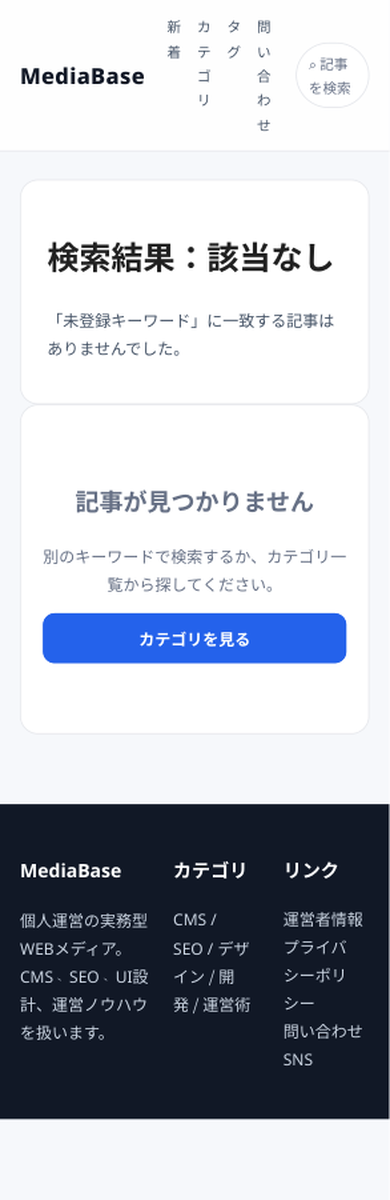 MediaBase
新着
カテゴリ
タグ
問い合わせ
⌕ 記事
を検索
検索結果：該当なし
「未登録キーワード」に一致する記事は
ありませんでした。
記事が見つかりません
別のキーワードで検索するか、カテゴリ一
覧から探してください。
カテゴリを見る
MediaBase
個人運営の実務型
WEBメディア。
CMS、SEO、UI設
計、運営ノウハウ
を扱います。
カテゴリ
CMS /
SEO / デザ
イン / 開
発 / 運営術
リンク
運営者情報
プライバ
シーポリ
シー
問い合わせ
SNS